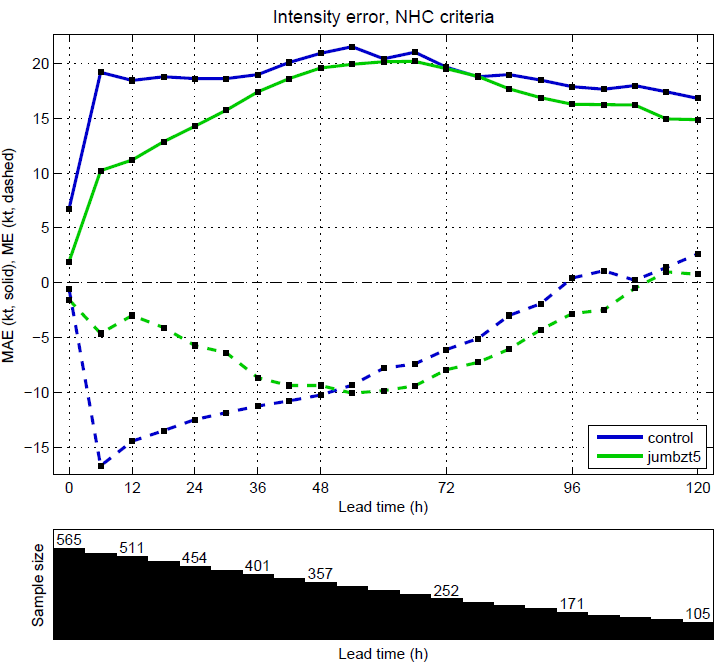 Intensity error, NHC criteria
MAE (kt, solid), ME (kt, dashed)
20
15
10
5
0
−5
−10
−15
control
jumbzt5
0 12 24 36 48 72 96 120
Lead time (h)
Sample size
565 511 454 401 357 252 171 105
Lead time (h)